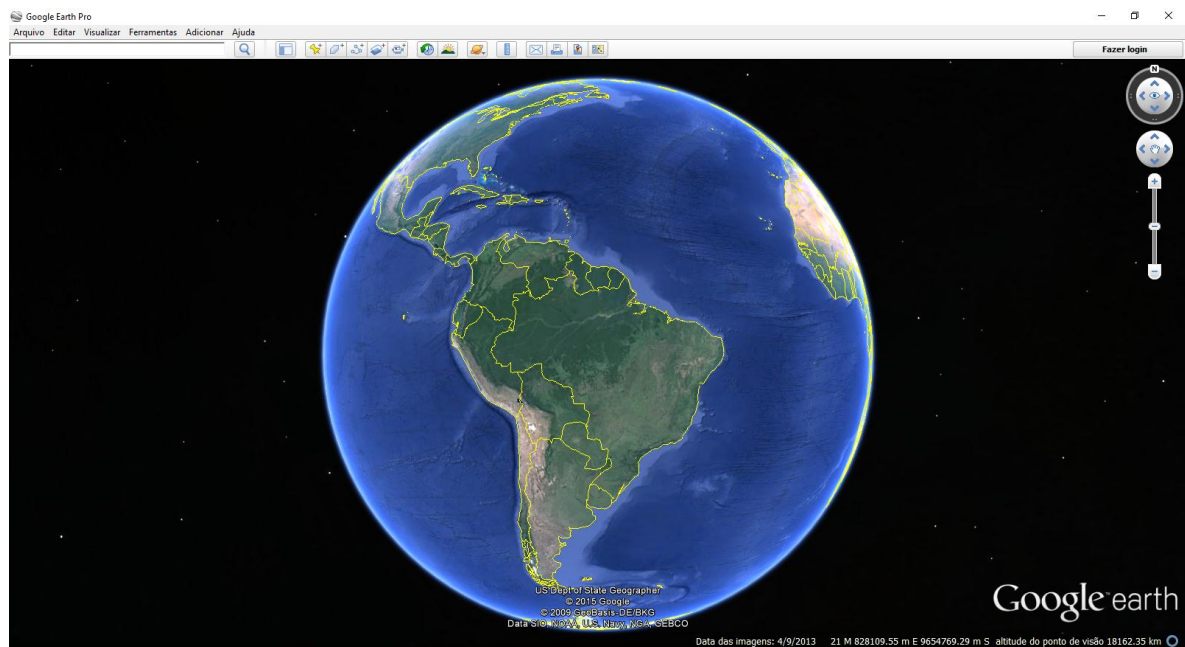 Google Earth Pro
Arquivo Editar Visualizar Ferramentas Adicionar Ajuda
Fazer login
N
US Dept of State Geographer
© 2015 Google
© 2009 GeoBasis-DE/BKG
Data SIO, NOAA, U.S. Navy, NGA, GEBCO
Google earth
Data das imagens: 4/9/2013 21 M 828109.55 m E 9654769.29 m S altitude do ponto de visão 18162.35 km